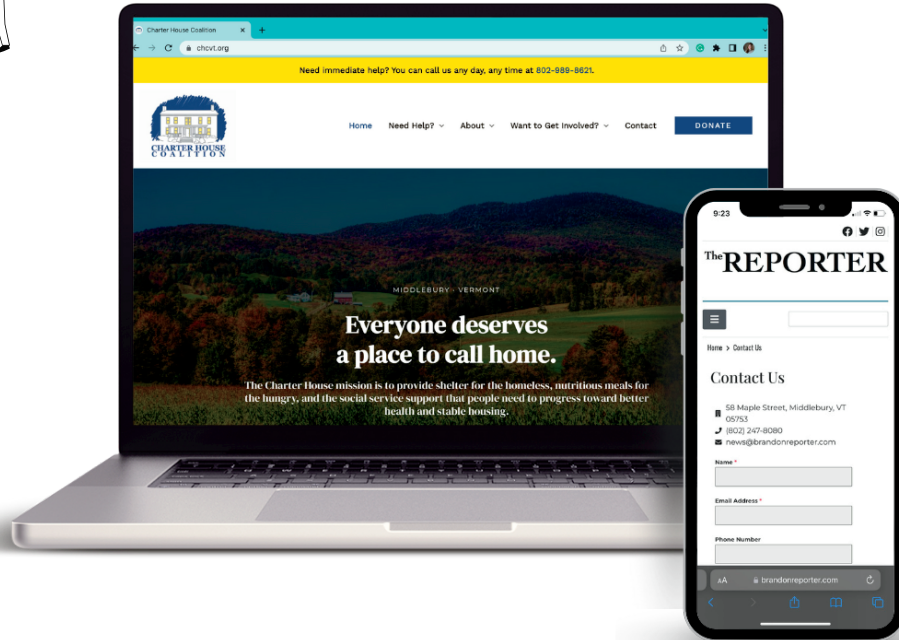 Charter House Coalition
chcvt.org
Need immediate help? You can call us any day, any time at 802-989-8621.
CHARTER HOUSE
COALITION
Home Need Help? About Want to Get Involved? Contact DONATE
MIDDLEBURY · VERMONT
Everyone deserves
a place to call home.
The Charter House mission is to provide shelter for the homeless, nutritious meals for
the hungry, and the social service support that people need to progress toward better
health and stable housing.
9:23
The REPORTER
Home > Contact Us
Contact Us
58 Maple Street, Middlebury, VT
05753
(802) 247-8080
news@brandonreporter.com
Name *
Email Address *
Phone Number
AA brandonreporter.com